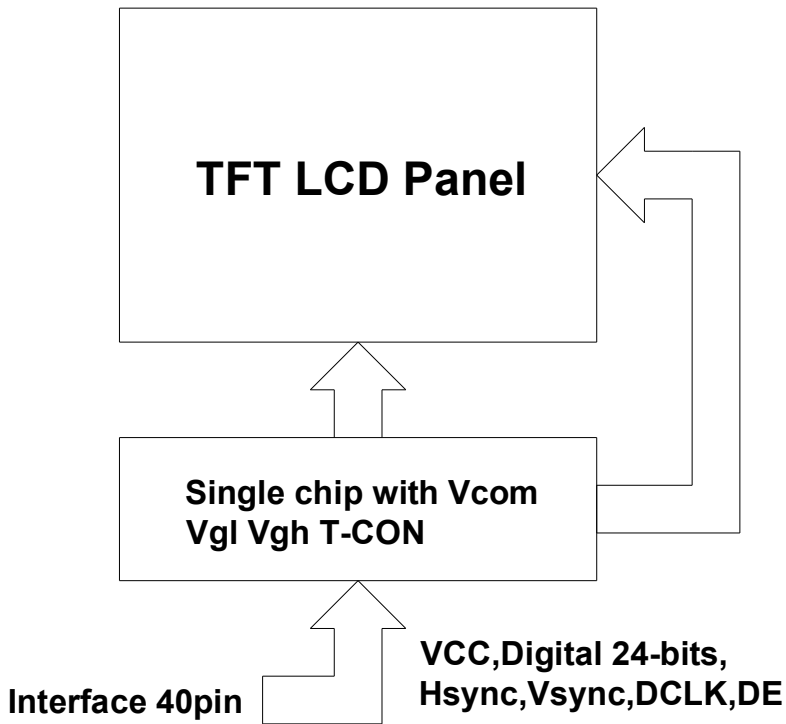 TFT LCD Panel
Single chip with Vcom
Vgl Vgh T-CON
VCC,Digital 24-bits,
Hsync,Vsync,DCLK,DE
Interface 40pin